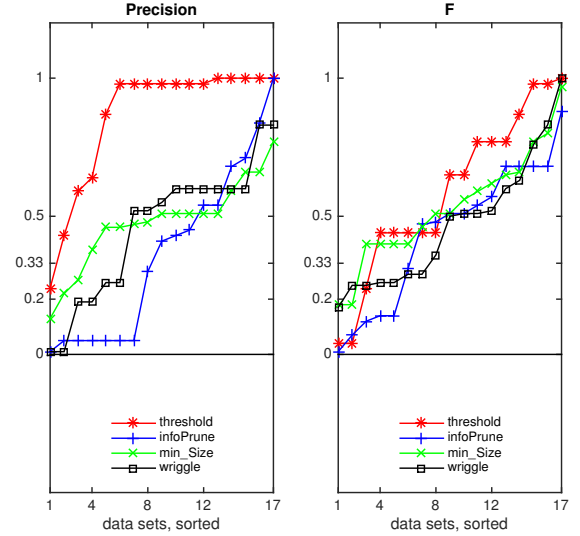 Precision
1
0.5
0.33
0.2
0
threshold
infoPrune
min_Size
wriggle
1 4 8 12 17
data sets, sorted
F
1
0.5
0.33
0.2
0
threshold
infoPrune
min_Size
wriggle
1 4 8 12 17
data sets, sorted